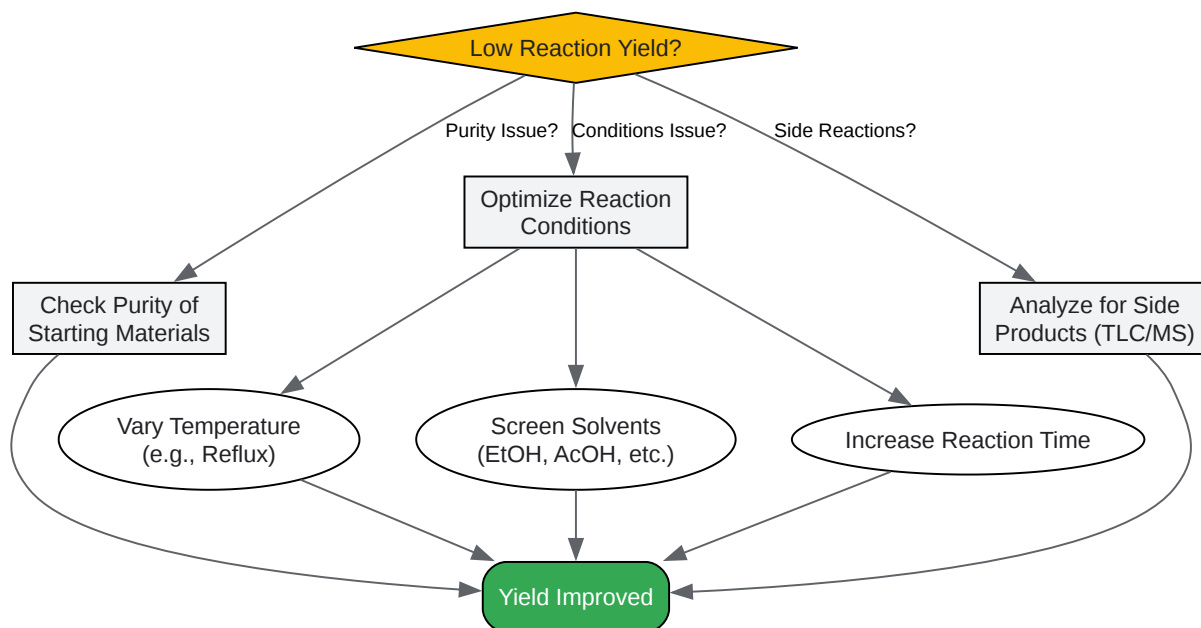 Low Reaction Yield?
Purity Issue?
Conditions Issue?
Side Reactions?
Optimize Reaction
Conditions
Check Purity of
Starting Materials
Analyze for Side
Products (TLC/MS)
Vary Temperature
(e.g., Reflux)
Screen Solvents
(EtOH, AcOH, etc.)
Increase Reaction Time
Yield Improved